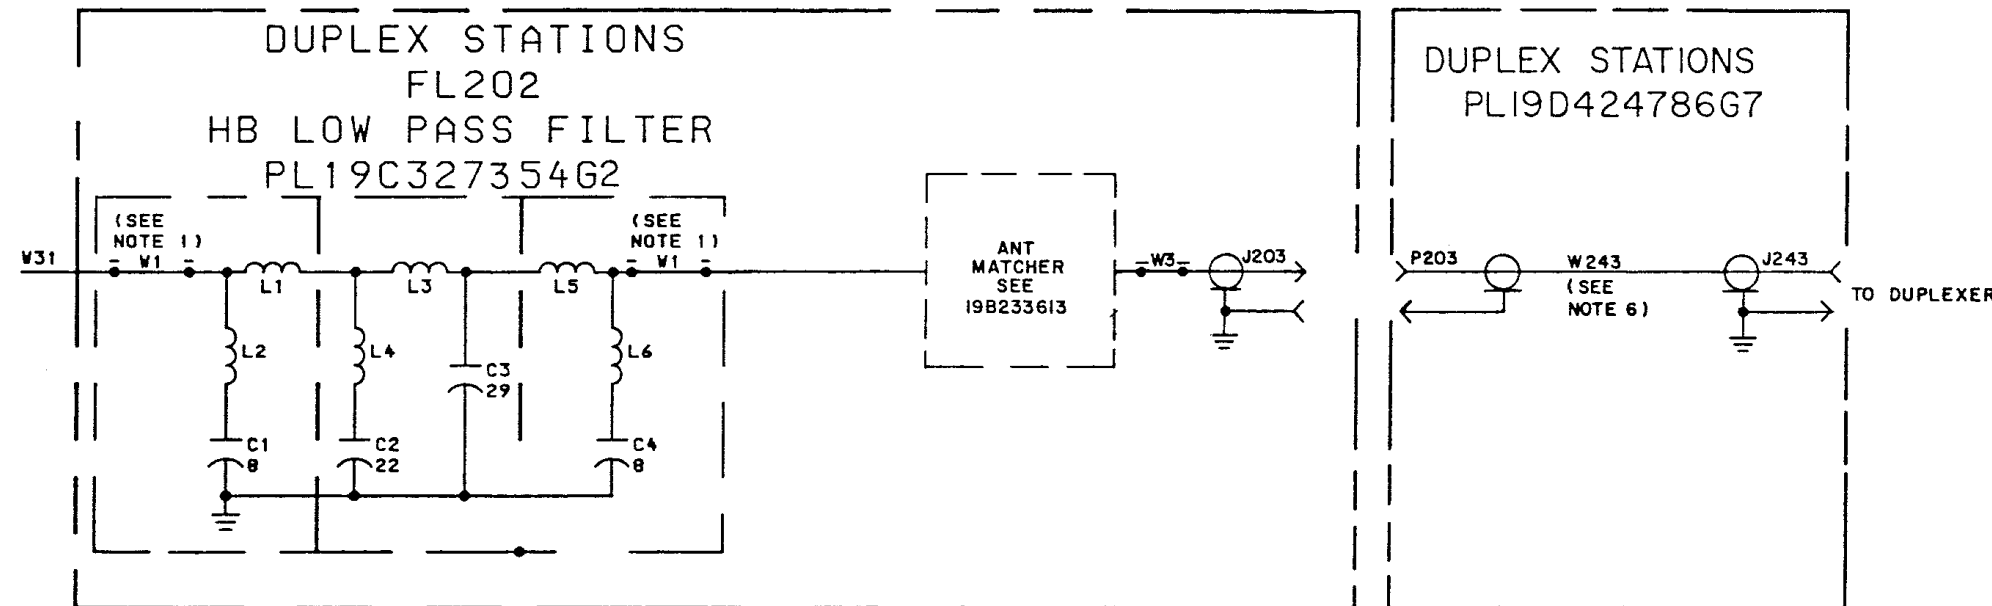 DUPLEX STATIONS
FL202
HB LOW PASS FILTER
PL19C327354G2
(SEE
NOTE 1)
W1
W31
L1
L3
L5
(SEE
NOTE 1)
W1
L2
L4
C3
29
L6
C1
8
C2
22
C4
8
ANT
MATCHER
SEE
19B233613
W3
J203
DUPLEX STATIONS
PL19D424786G7
P203
W243
(SEE
NOTE 6)
J243
TO DUPLEXER